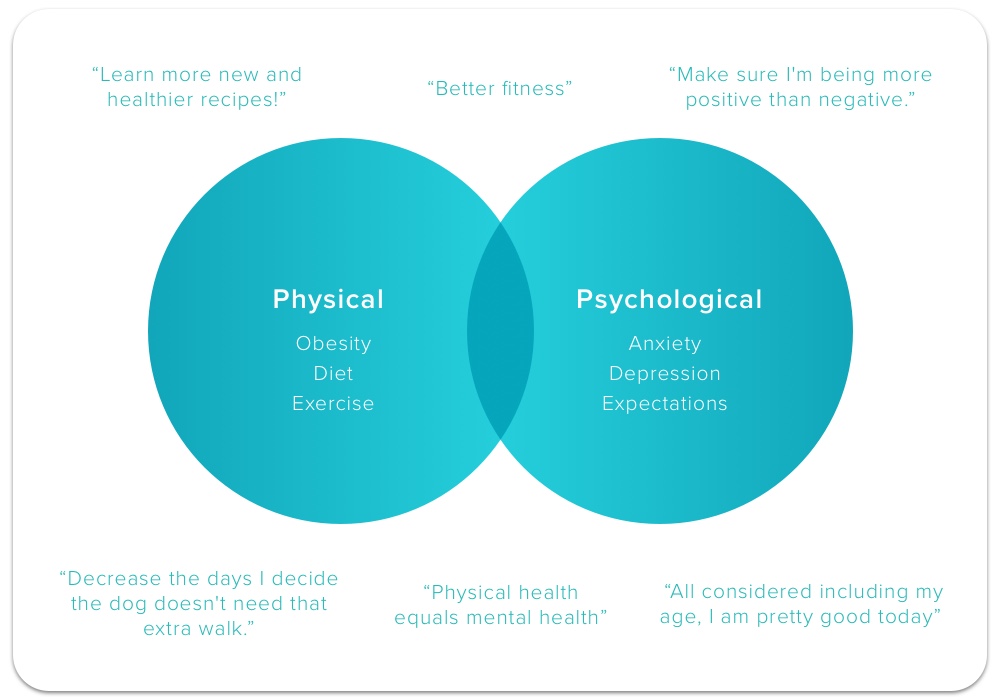 “Learn more new and
healthier recipes!”
“Better fitness”
“Make sure I'm being more
positive than negative.”
Physical
Obesity
Diet
Exercise
Psychological
Anxiety
Depression
Expectations
“Decrease the days I decide
the dog doesn't need that
extra walk.”
“Physical health
equals mental health”
“All considered including my
age, I am pretty good today”